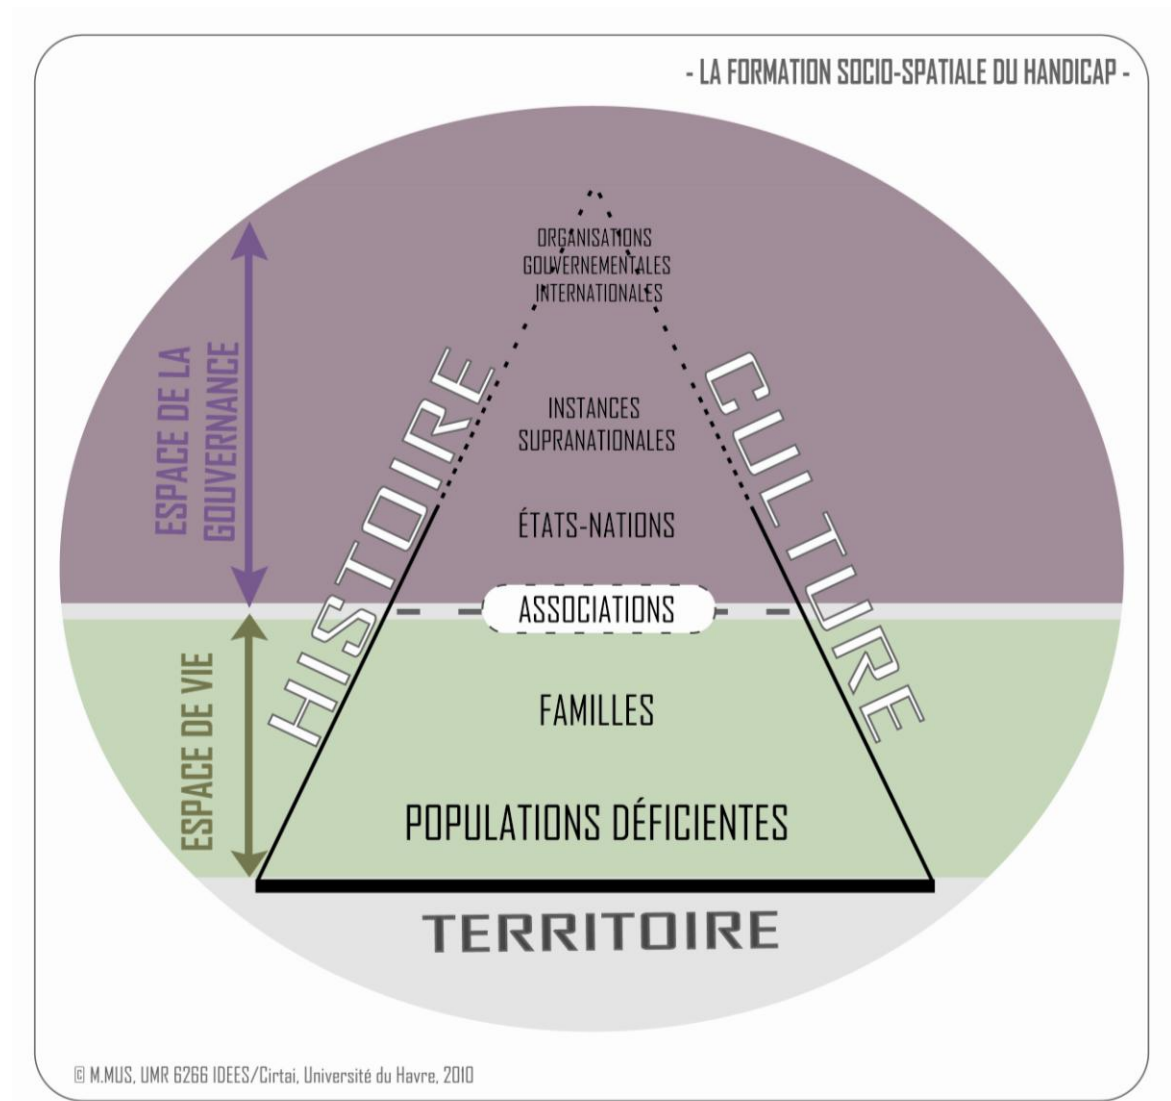 - LA FORMATION SOCIO-SPATIALE DU HANDICAP -
ORGANISATIONS
GOUVERNEMENTALES
INTERNATIONALES
ESPACE DE LA
GOUVERNANCE
HISTOIRE
CULTURE
INSTANCES
SUPRANATIONALES
ÉTATS-NATIONS
ASSOCIATIONS
ESPACE DE VIE
FAMILLES
POPULATIONS DÉFICIENTES
TERRITOIRE
© M.MUS, UMR 6266 IDEES/Cirtai, Université du Havre, 2010